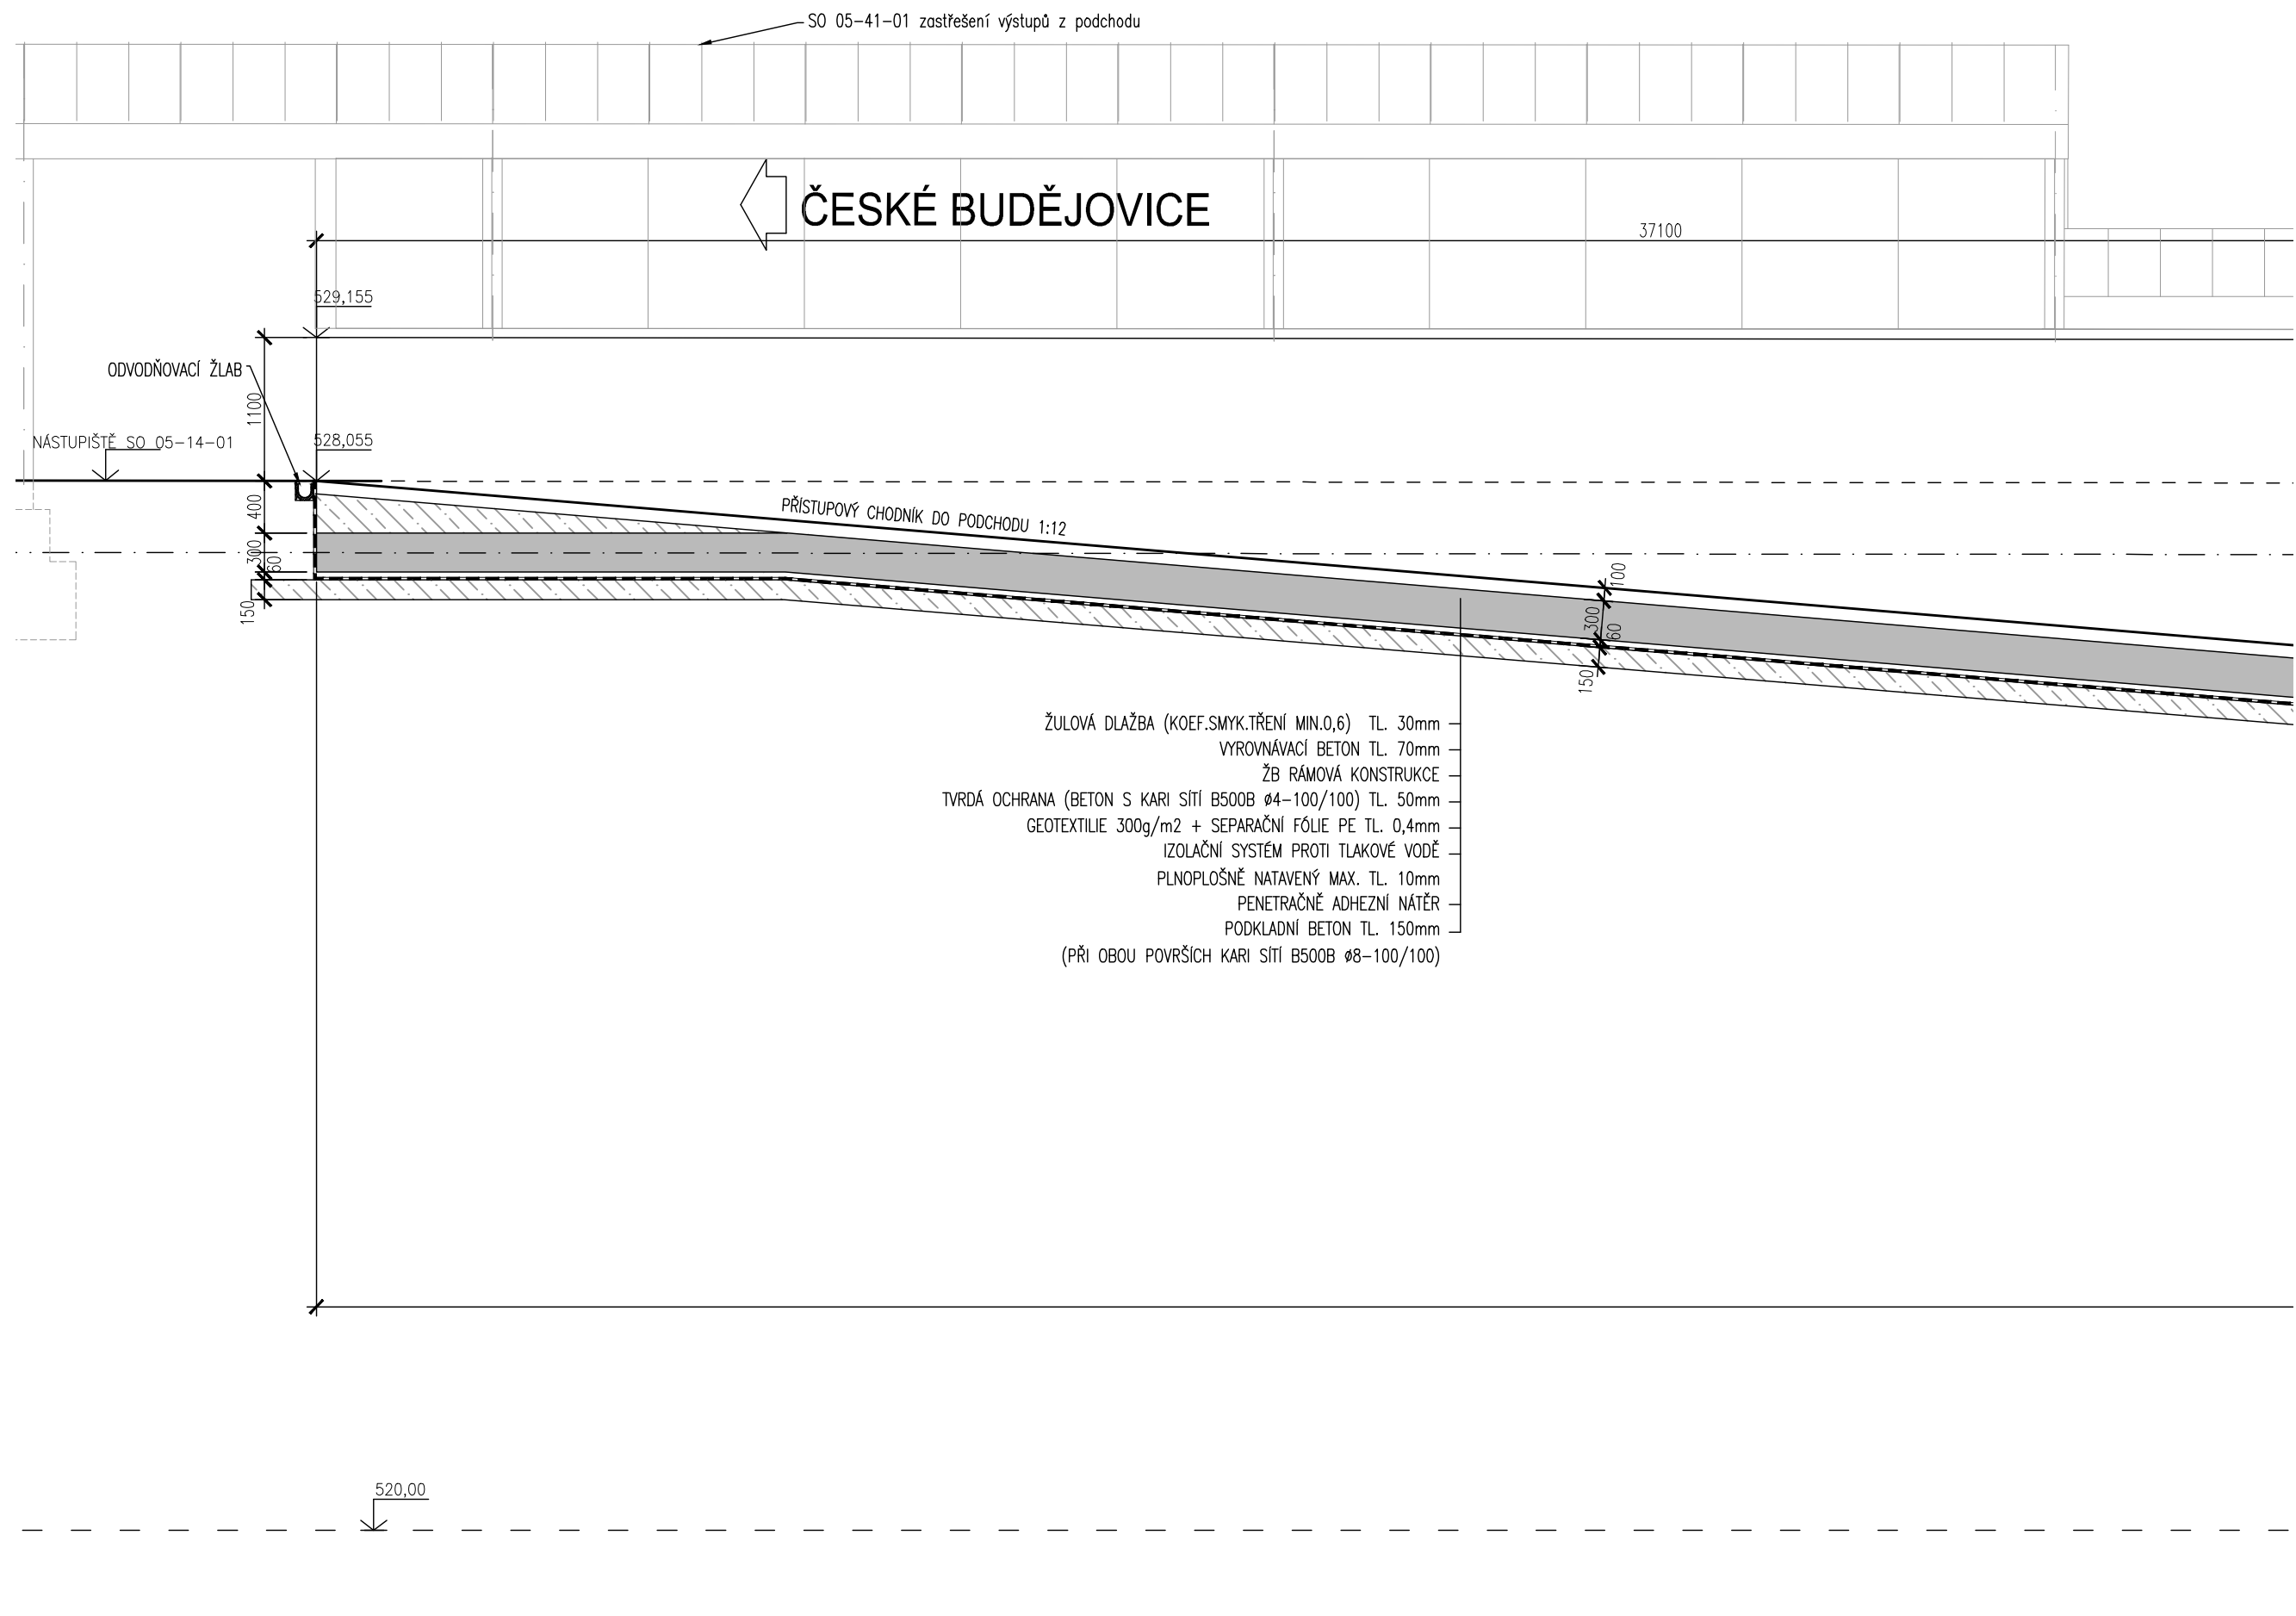 SO 05-41-01 zastřešení výstupů z podchodu
ČESKÉ BUDĚJOVICE
37100
529,155
ODVODŇOVACÍ ŽLAB
1100
NÁSTUPIŠTĚ SO 05-14-01
528,055
400
300
60
150
PŘÍSTUPOVÝ CHODNÍK DO PODCHODU 1:12
100
300
60
150
ŽULOVÁ DLAŽBA (KOEF.SMYK.TŘENÍ MIN.0,6) TL. 30mm
VYROVNÁVACÍ BETON TL. 70mm
ŽB RÁMOVÁ KONSTRUKCE
TVRDÁ OCHRANA (BETON S KARI SÍTÍ B500B ø4-100/100) TL. 50mm
GEOTEXTILIE 300g/m2 + SEPARAČNÍ FÓLIE PE TL. 0,4mm
IZOLAČNÍ SYSTÉM PROTI TLAKOVÉ VODĚ
PLNOPLOŠNĚ NATAVENÝ MAX. TL. 10mm
PENETRAČNĚ ADHEZNÍ NÁTĚR
PODKLADNÍ BETON TL. 150mm
(PŘI OBOU POVRŠÍCH KARI SÍTÍ B500B ø8-100/100)
520,00